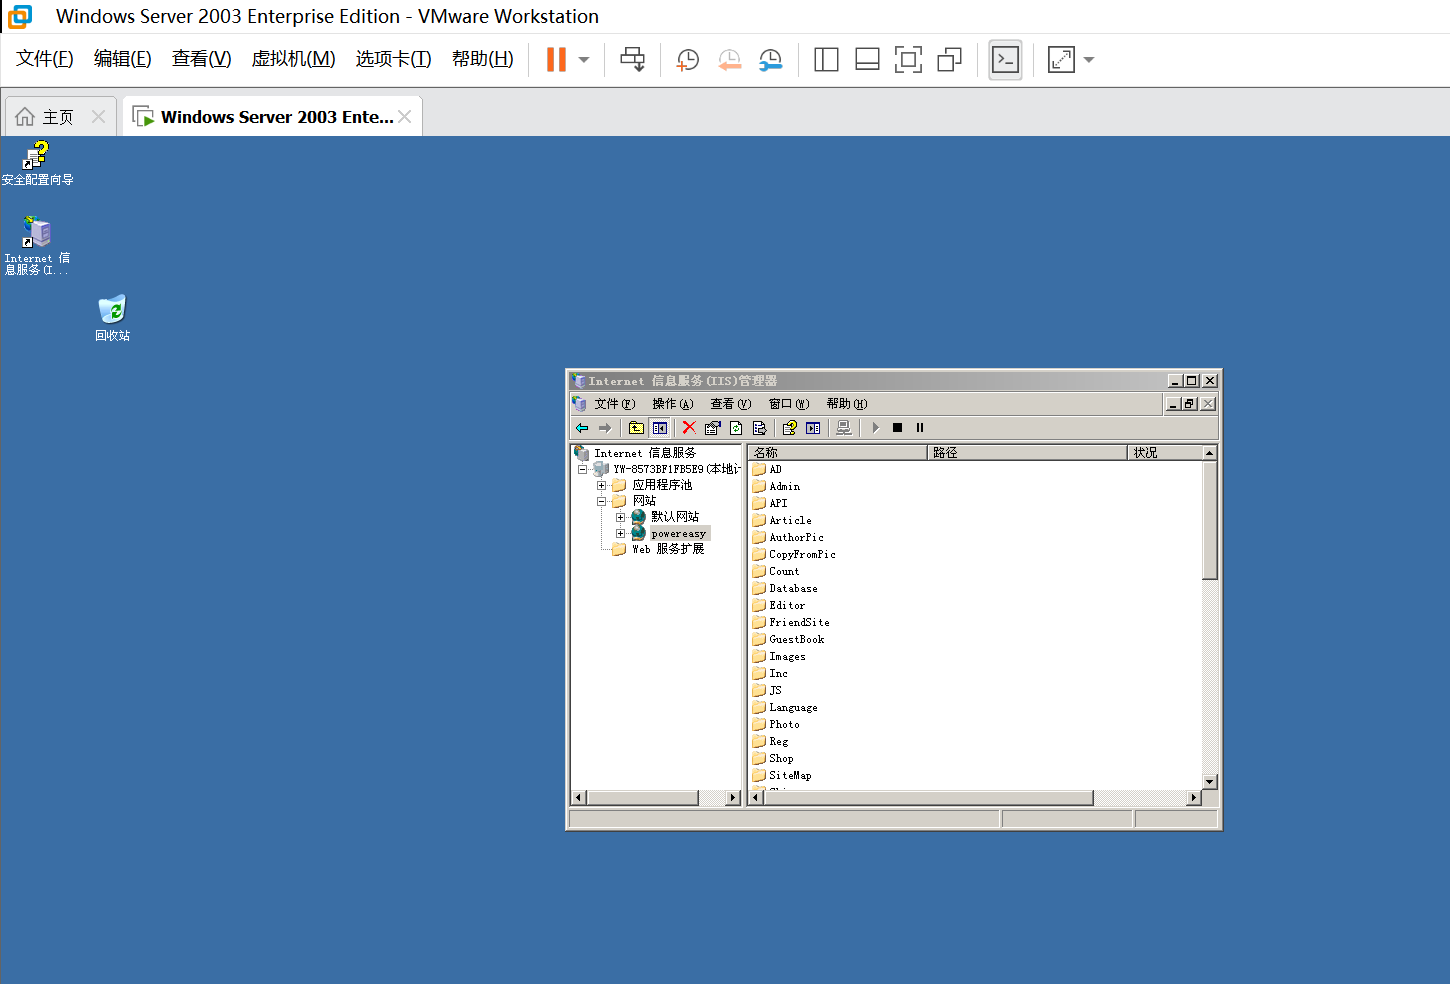 Windows Server 2003 Enterprise Edition - VMware Workstation
文件(F) 编辑(E) 查看(V) 虚拟机(M) 选项卡(T) 帮助(H)
主页 Windows Server 2003 Ente...
安全配置向导
Internet 信
息服务(I...
回收站
Internet 信息服务(IIS)管理器
文件(F) 操作(A) 查看(V) 窗口(W) 帮助(H)
Internet 信息服务
YW-8573BF1FB5E9(本地计
应用程序池
网站
默认网站
powereasy
Web 服务扩展
名称 路径 状况
AD
Admin
API
Article
AuthorPic
CopyFromPic
Count
Database
Editor
FriendSite
GuestBook
Images
Inc
JS
Language
Photo
Reg
Shop
SiteMap